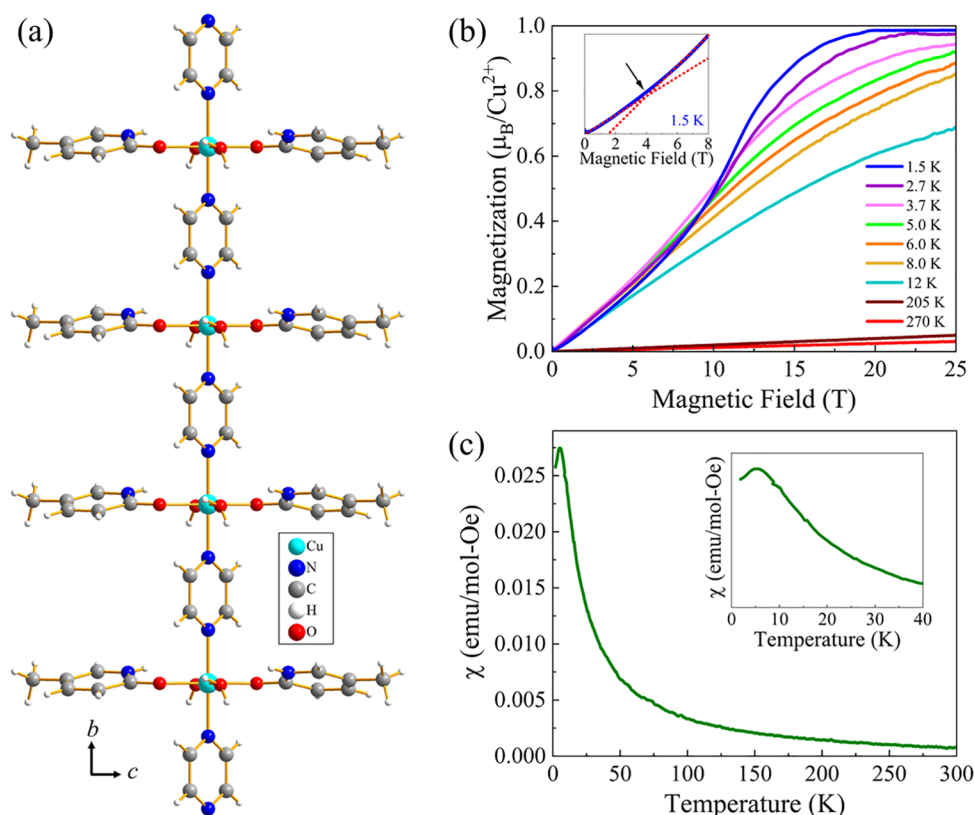 (a)
Cu
N
C
H
O
b
c
(b)
Magnetization (μB/Cu2+)
1.0
0.8
0.6
0.4
0.2
0.0
0 5 10 15 20 25
Magnetic Field (T)
0 2 4 6 8
Magnetic Field (T)
1.5 K
1.5 K
2.7 K
3.7 K
5.0 K
6.0 K
8.0 K
12 K
205 K
270 K
(c)
χ (emu/mol-Oe)
0.025
0.020
0.015
0.010
0.005
0.000
0 50 100 150 200 250 300
Temperature (K)
χ (emu/mol-Oe)
0 10 20 30 40
Temperature (K)